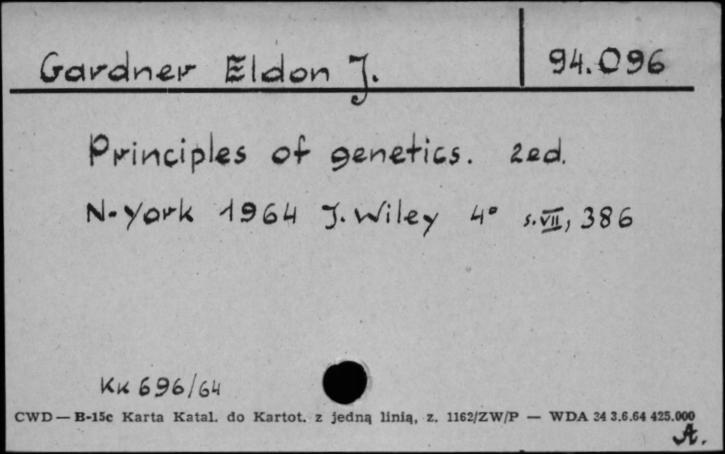 Gardner Eldon J. 94.096
Principles of genetics. 2ed.
N-York 1964 J. Wiley 4° s. VII, 386
KK 696/64
CWD — B-15c Karta Katal. do Kartot. z jedną linią, z. 1162/ZW/P — WDA 34 3.6.64 425.000
A.